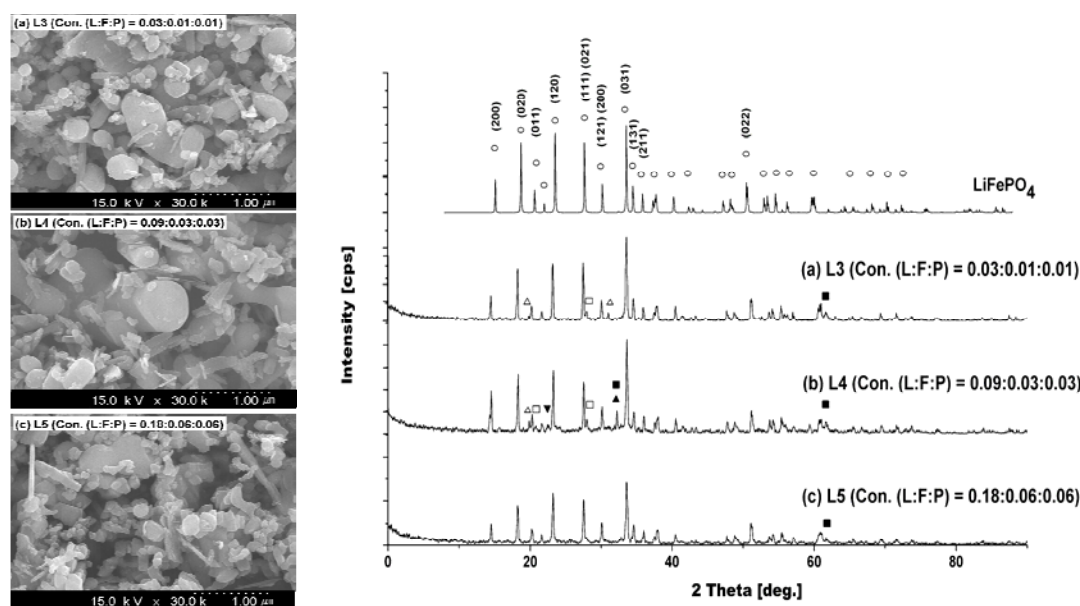 (a) L3 (Con. (L:F:P) = 0.03:0.01:0.01)
15.0 kV x 30.0k 1.00 μm
(b) L4 (Con. (L:F:P) = 0.09:0.03:0.03)
15.0 kV x 30.0k 1.00 μm
(c) L5 (Con. (L:F:P) = 0.18:0.06:0.06)
15.0 kV x 30.0k 1.00 μm
(200)
(020)
(011)
(120)
(111) (021)
(121) (200)
(031)
(131)
(211)
(022)
LiFePO4
(a) L3 (Con. (L:F:P) = 0.03:0.01:0.01)
(b) L4 (Con. (L:F:P) = 0.09:0.03:0.03)
(c) L5 (Con. (L:F:P) = 0.18:0.06:0.06)
Intensity [cps]
0 20 40 60 80
2 Theta [deg.]